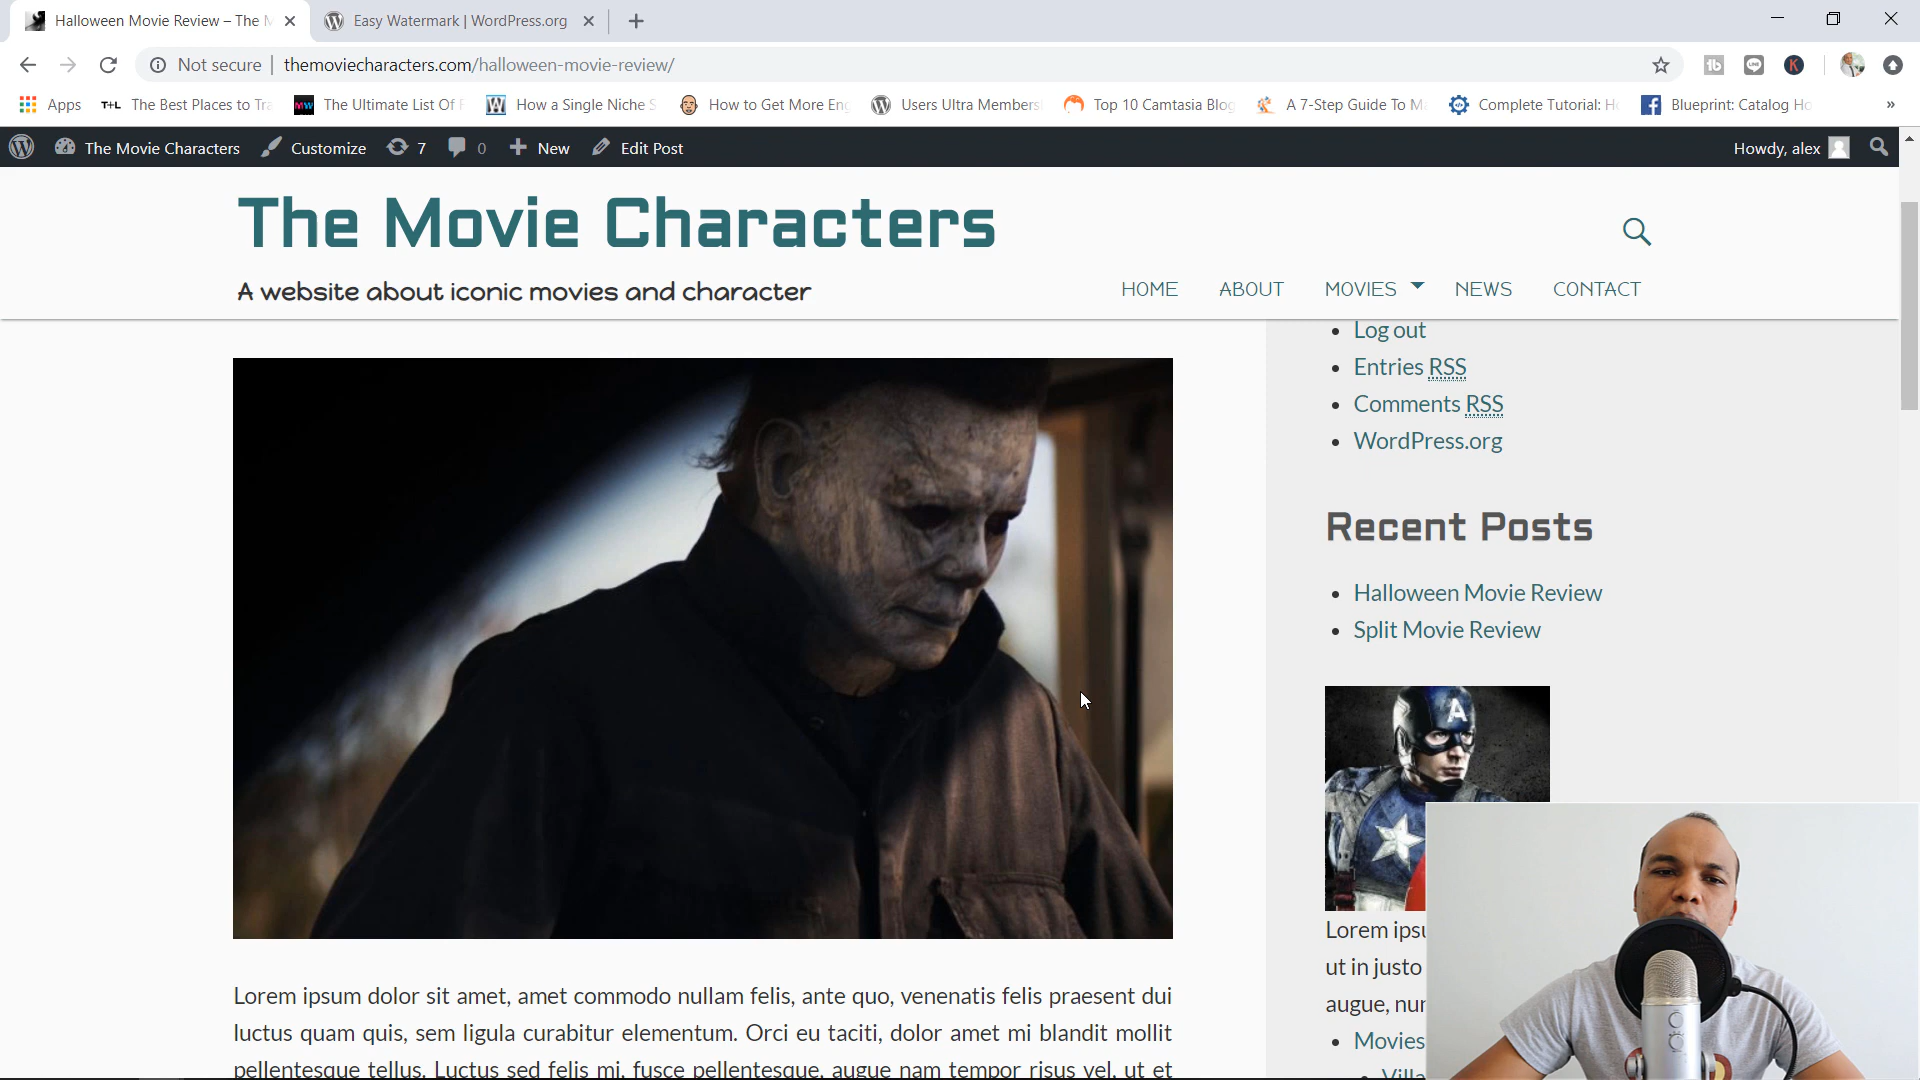 Halloween Movie Review – The M
Easy Watermark | WordPress.org
Not secure
themoviecharacters.com/halloween-movie-review/
Apps
T+L The Best Places to Tra
MW The Ultimate List Of F
How a Single Niche S
How to Get More Eng
Users Ultra Members
Top 10 Camtasia Blog
A 7-Step Guide To Ma
Complete Tutorial: Ho
Blueprint: Catalog Ho
»
The Movie Characters
Customize
7
0
New
Edit Post
Howdy, alex
The Movie Characters
A website about iconic movies and character
HOME
ABOUT
MOVIES
NEWS
CONTACT
Log out
Entries RSS
Comments RSS
WordPress.org
Recent Posts
Halloween Movie Review
Split Movie Review
A
Lorem ipsu
ut in justo
augue, nun
Movies
Villa
Lorem ipsum dolor sit amet, amet commodo nullam felis, ante quo, venenatis felis praesent dui
luctus quam quis, sem ligula curabitur elementum. Orci eu taciti, dolor amet mi blandit mollit
pellentesque tellus. Luctus sed felis mi, fusce pellentesque, augue nam tempor risus vel, ut et